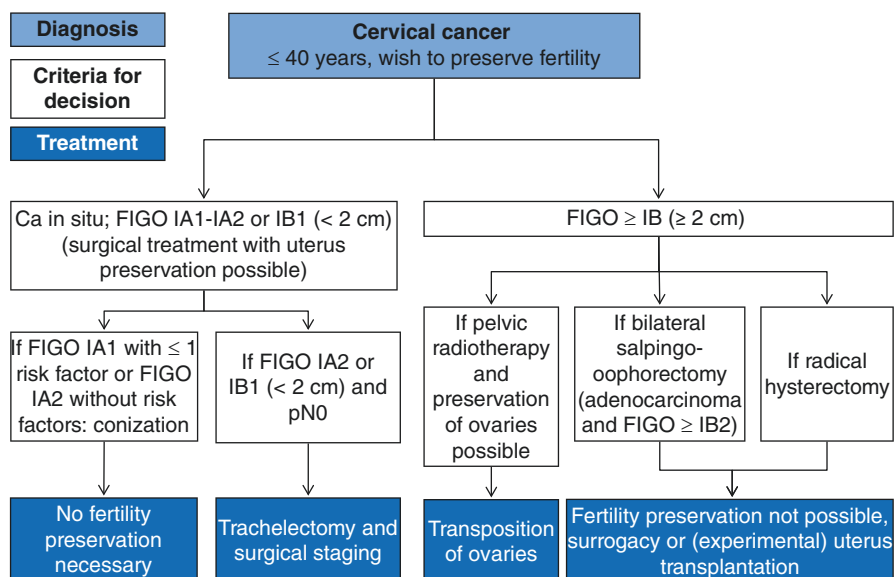 Diagnosis
Criteria for
decision
Treatment
Cervical cancer
≤ 40 years, wish to preserve fertility
Ca in situ; FIGO IA1-IA2 or IB1 (< 2 cm)
(surgical treatment with uterus
preservation possible)
FIGO ≥ IB (≥ 2 cm)
If FIGO IA1 with ≤ 1
risk factor or FIGO
IA2 without risk
factors: conization
If FIGO IA2 or
IB1 (< 2 cm) and
pN0
If pelvic
radiotherapy
and
preservation
of ovaries
possible
If bilateral
salpingo-
oophorectomy
(adenocarcinoma
and FIGO ≥ IB2)
If radical
hysterectomy
No fertility
preservation
necessary
Trachelectomy and
surgical staging
Transposition
of ovaries
Fertility preservation not possible,
surrogacy or (experimental) uterus
transplantation